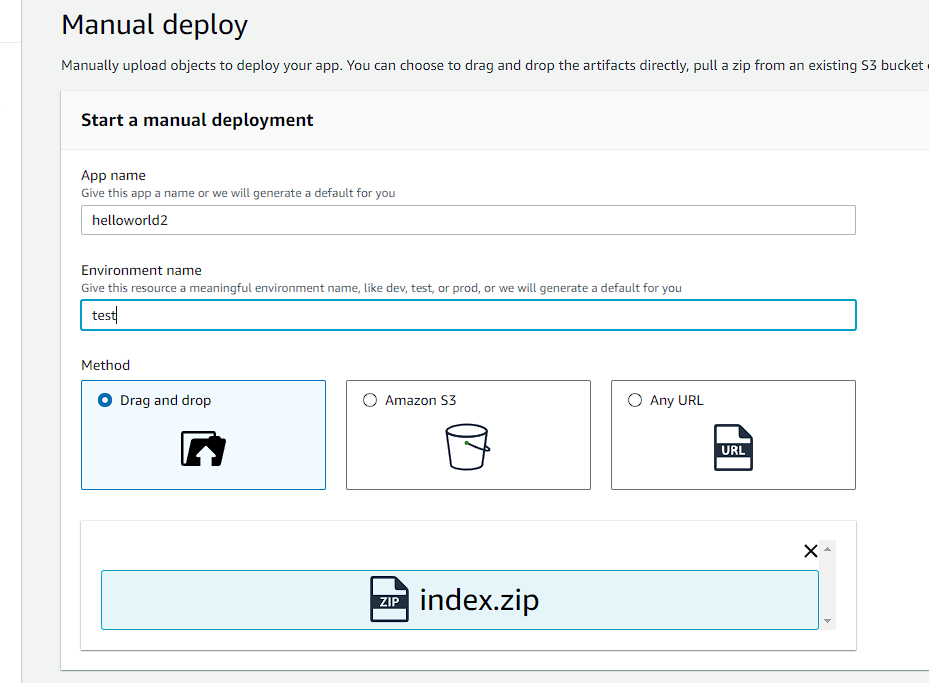 Manual deploy
Manually upload objects to deploy your app. You can choose to drag and drop the artifacts directly, pull a zip from an existing S3 bucket
Start a manual deployment
App name
Give this app a name or we will generate a default for you
helloworld2
Environment name
Give this resource a meaningful environment name, like dev, test, or prod, or we will generate a default for you
test
Method
Drag and drop
Amazon S3
Any URL
URL
ZIP index.zip